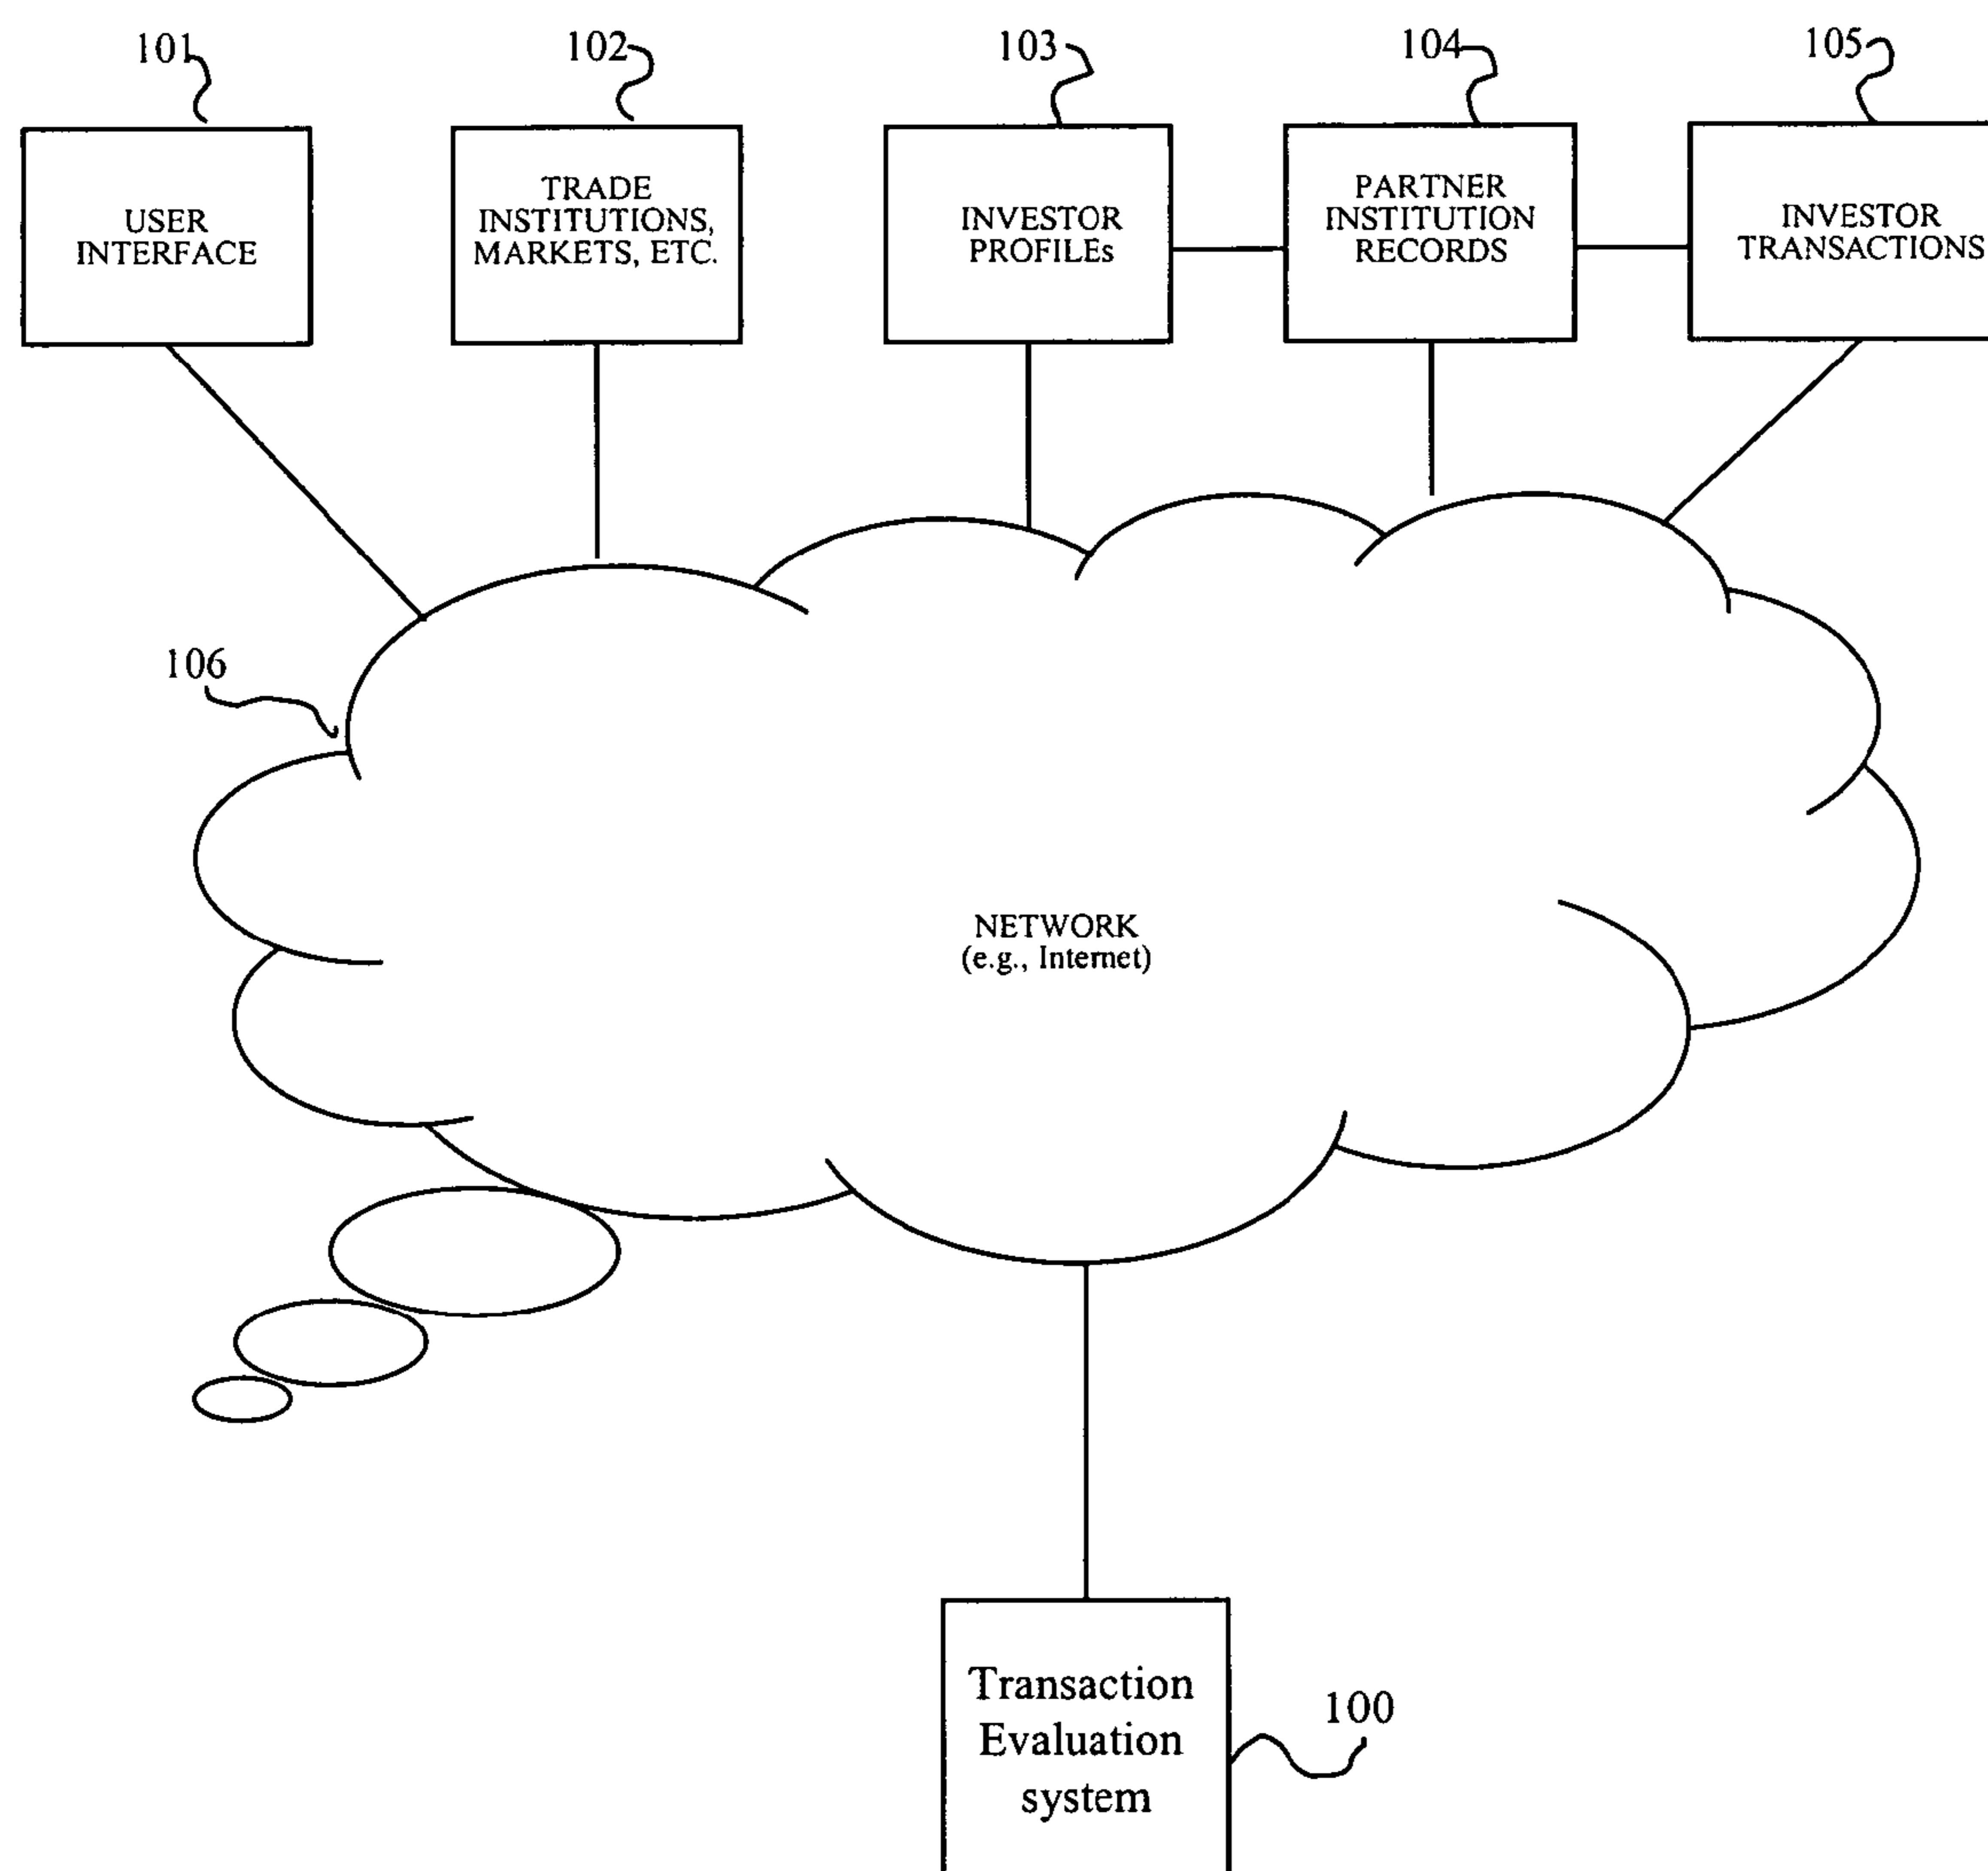 101
102
103
104
105
USER
INTERFACE
TRADE
INSTITUTIONS,
MARKETS, ETC.
INVESTOR
PROFILEs
PARTNER
INSTITUTION
RECORDS
INVESTOR
TRANSACTIONS
106
NETWORK
(e.g., Internet)
Transaction
Evaluation
system
100